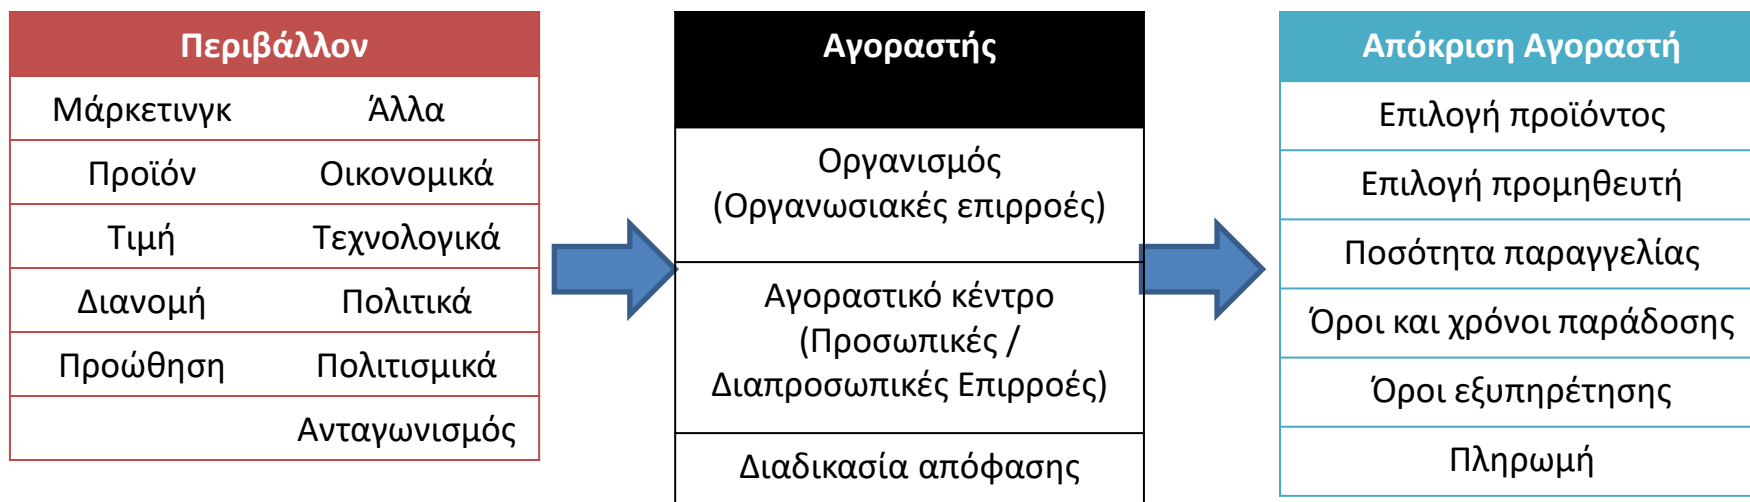 Περιβάλλον
Μάρκετινγκ Άλλα
Προϊόν Οικονομικά
Τιμή Τεχνολογικά
Διανομή Πολιτικά
Προώθηση Πολιτισμικά
Ανταγωνισμός
Αγοραστής
Οργανισμός
(Οργανωσιακές επιρροές)
Αγοραστικό κέντρο
(Προσωπικές /
Διαπροσωπικές Επιρροές)
Διαδικασία απόφασης
Απόκριση Αγοραστή
Επιλογή προϊόντος
Επιλογή προμηθευτή
Ποσότητα παραγγελίας
Όροι και χρόνοι παράδοσης
Όροι εξυπηρέτησης
Πληρωμή